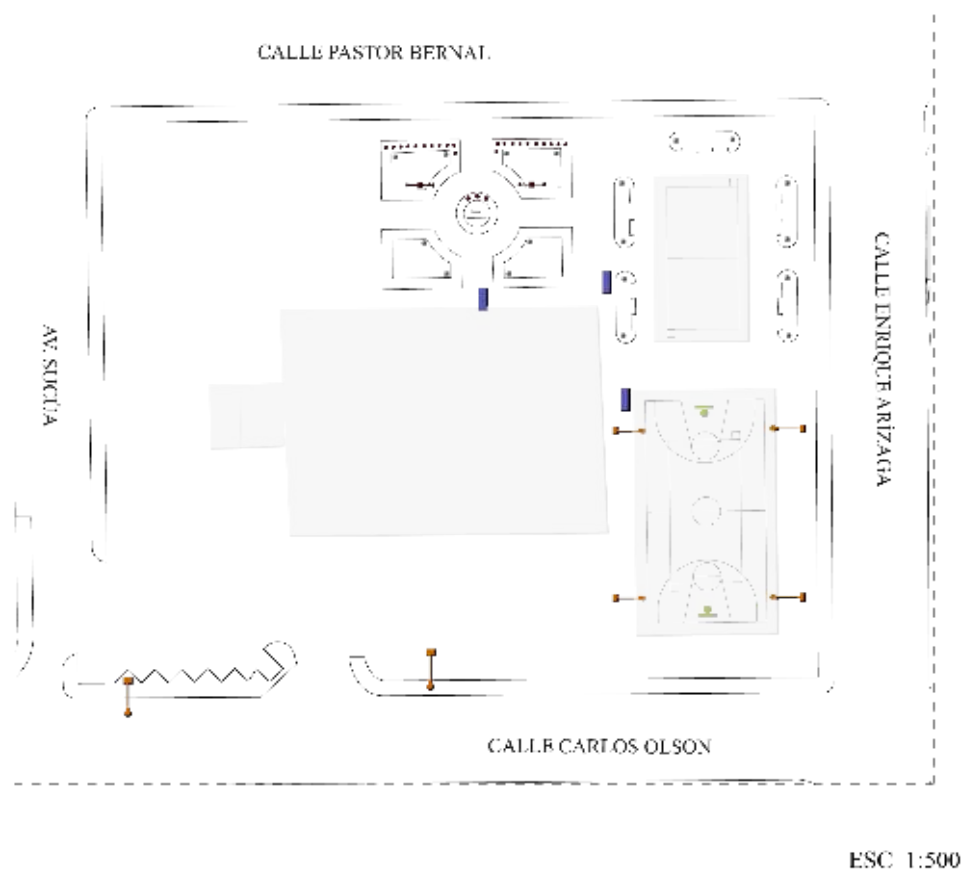 CALLE PASTOR BERNAL
AV. SUCÚA
CALLE ENRIQUE ARÍZAGA
CALLE CARLOS OLSON
ESC 1:500